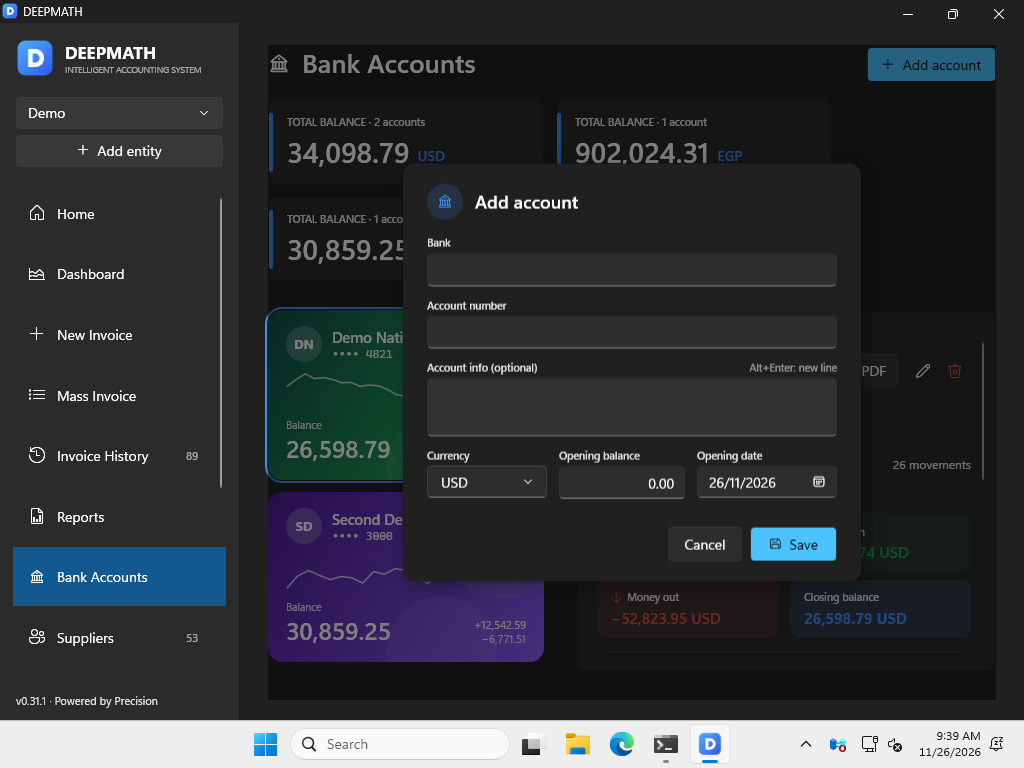 DEEPMATH
D
DEEPMATH
INTELLIGENT ACCOUNTING SYSTEM
Demo
Add entity
Home
Dashboard
New Invoice
Mass Invoice
Invoice History 89
Reports
Bank Accounts
Suppliers 53
v0.31.1 · Powered by Precision
Bank Accounts
Add account
TOTAL BALANCE · 2 accounts
34,098.79 USD
TOTAL BALANCE · 1 account
902,024.31 EGP
TOTAL BALANCE · 1 acco
30,859.25
DN
Demo Nati
•••• 4821
Balance
26,598.79
SD
Second De
•••• 3000
Balance
30,859.25
+12,542.59
−6,771.51
PDF
26 movements
74 USD
Money out
−52,823.95 USD
Closing balance
26,598.79 USD
Add account
Bank
Account number
Account info (optional) Alt+Enter: new line
Currency Opening balance Opening date
USD 0.00 26/11/2026
Cancel Save
Search
9:39 AM
11/26/2026